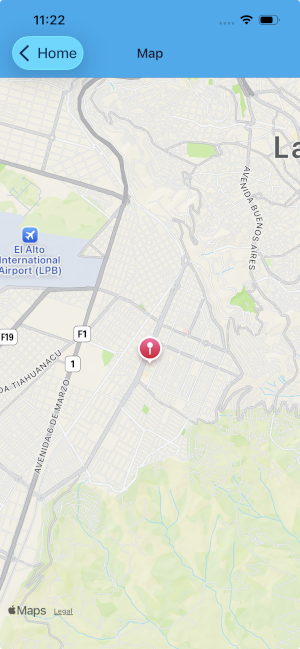 11:22
Home
Map
La
AVENIDA BUENOS AIRES
El Alto
International
Airport (LPB)
F19
F1
1
DA TIAHUANACU
AVENIDA 6 DE MARZO
Maps
Legal